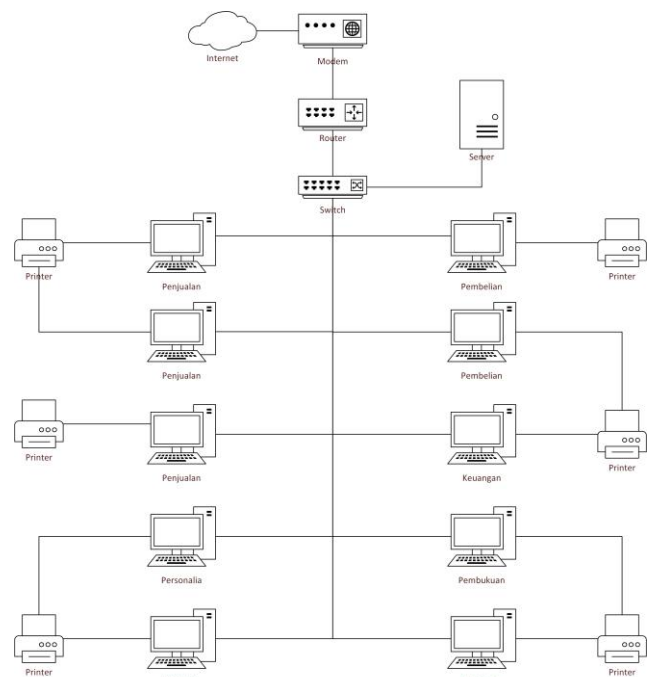 Internet
Modem
Router
Server
Switch
Printer
Penjualan
Pembelian
Printer
Penjualan
Pembelian
Printer
Penjualan
Keuangan
Printer
Personalia
Pembukuan
Printer
Printer